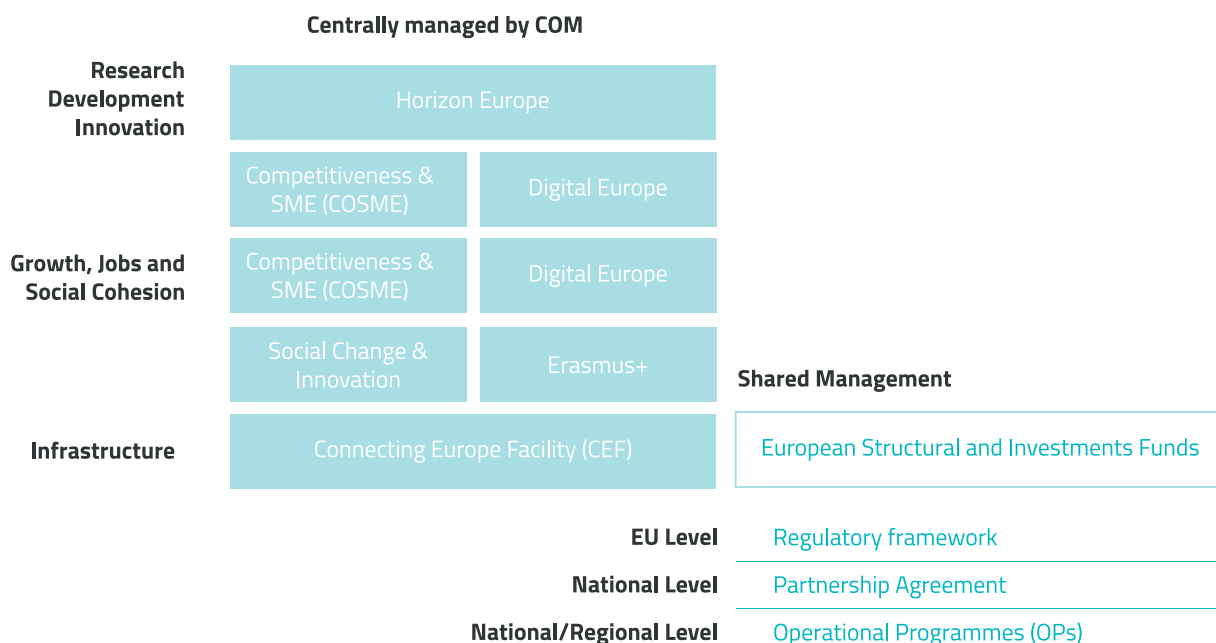 Centrally managed by COM
Research
Development
Innovation
Horizon Europe
Competitiveness &
SME (COSME)
Digital Europe
Growth, Jobs and
Social Cohesion
Competitiveness &
SME (COSME)
Digital Europe
Social Change &
Innovation
Erasmus+
Shared Management
Infrastructure
Connecting Europe Facility (CEF)
European Structural and Investments Funds
EU Level
Regulatory framework
National Level
Partnership Agreement
National/Regional Level
Operational Programmes (OPs)